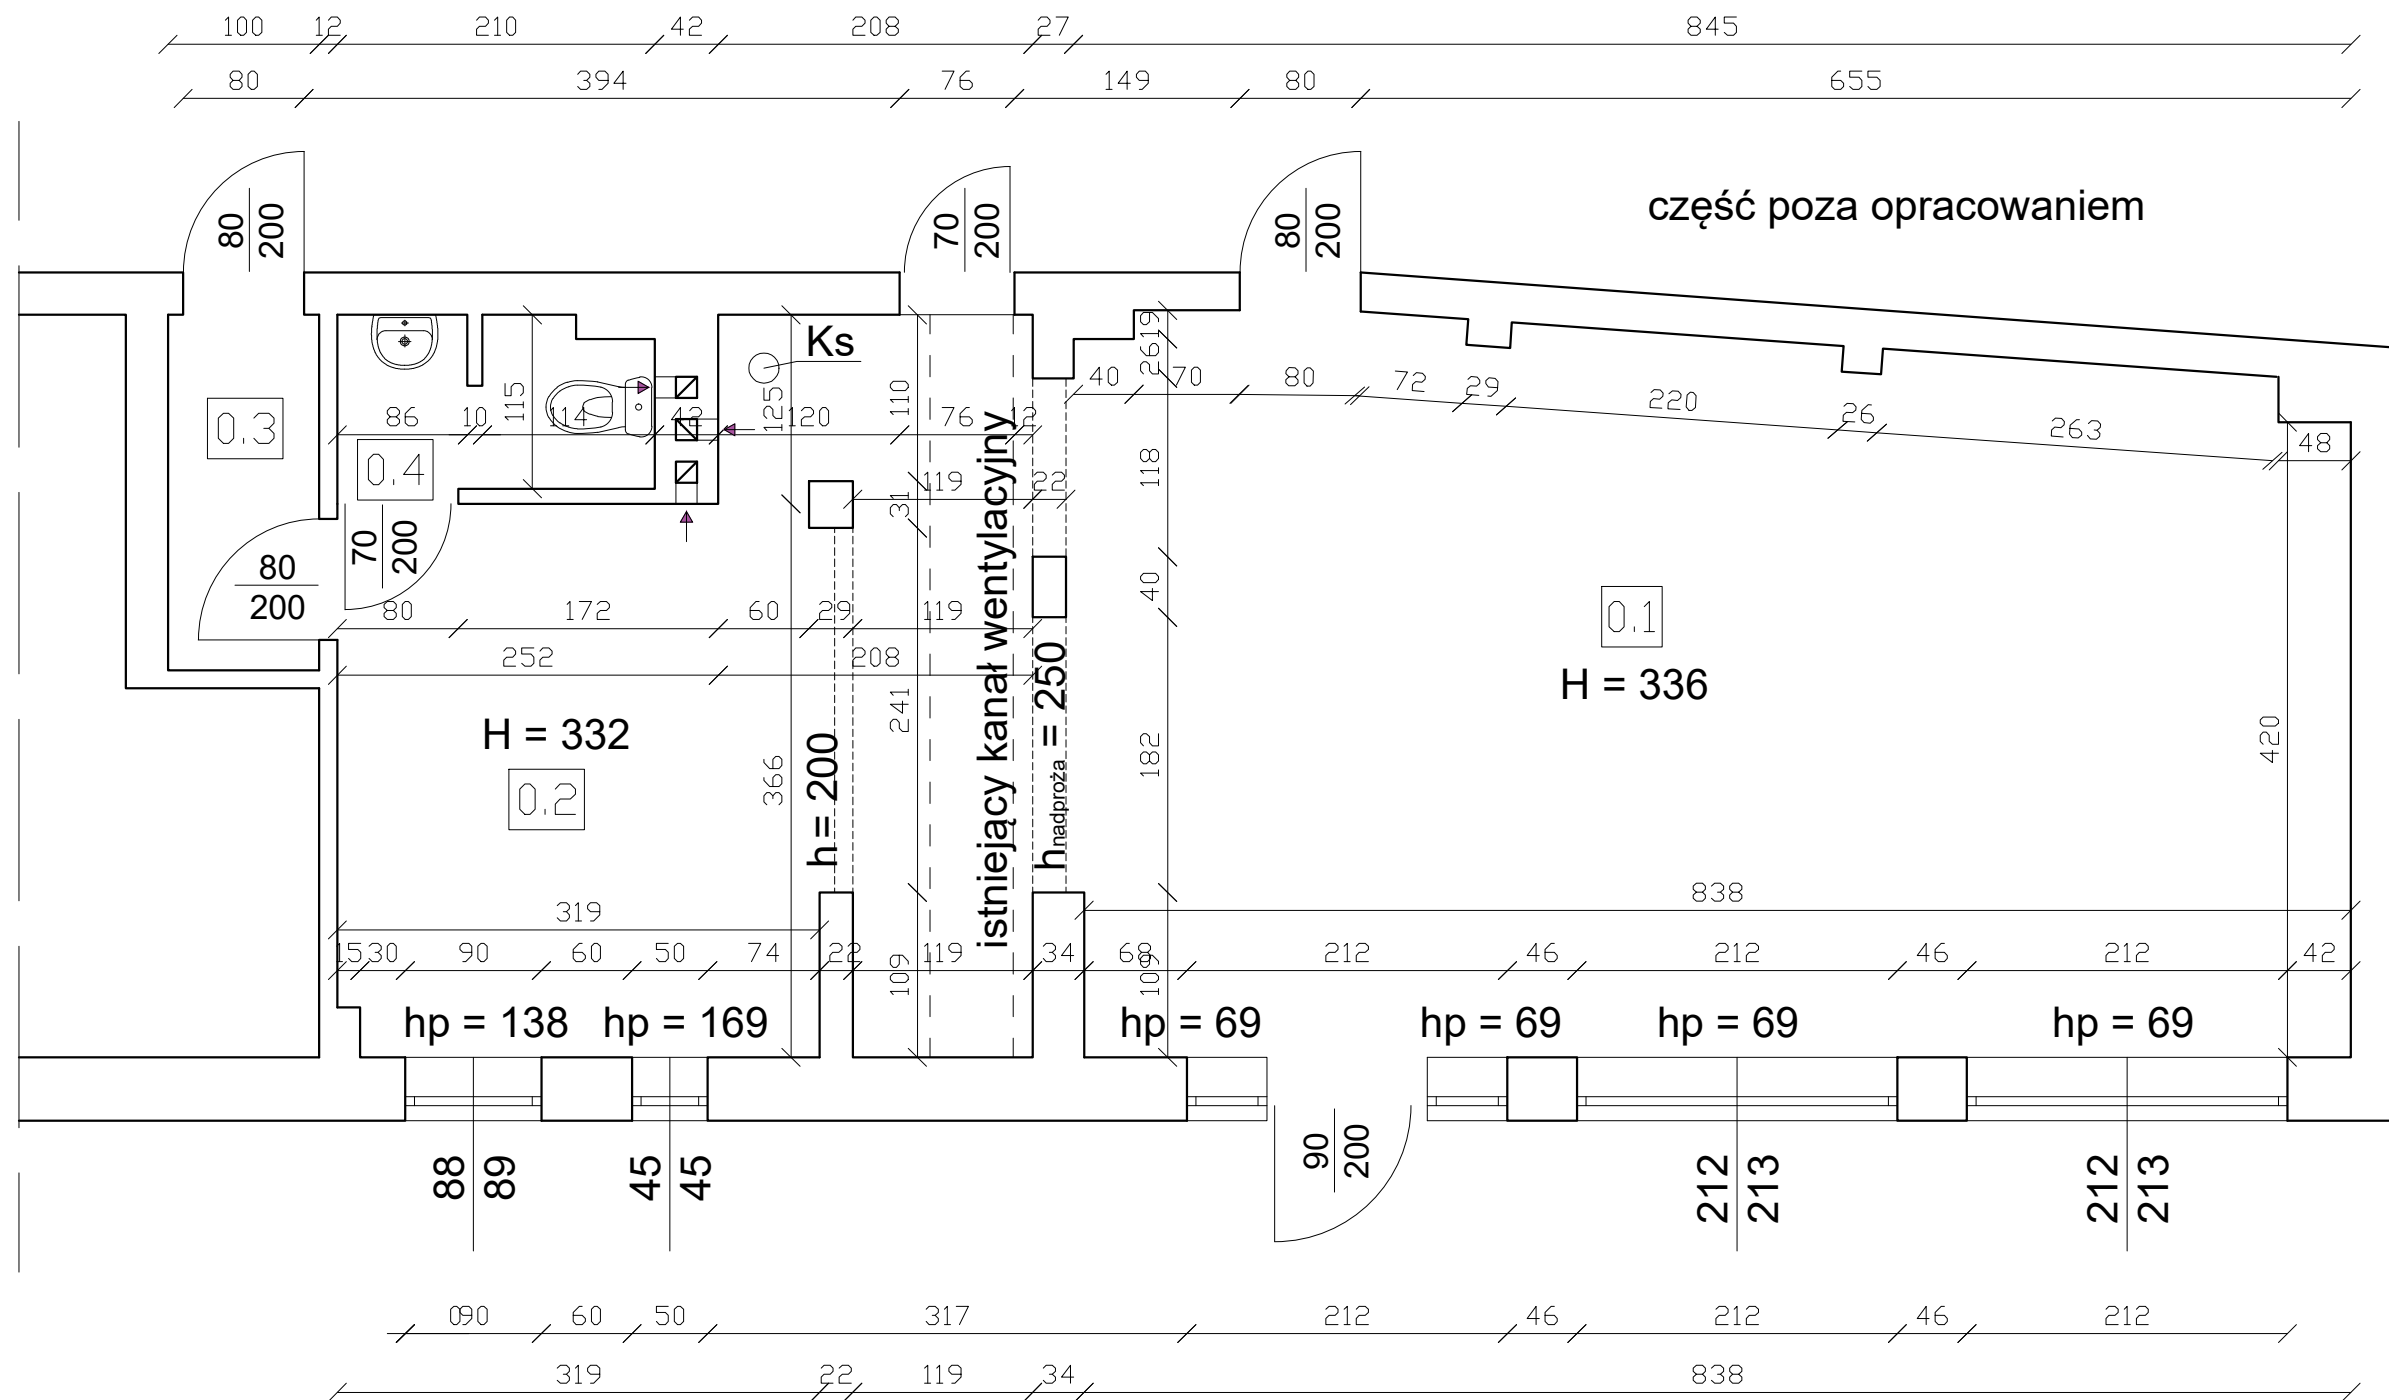 100 12 210 42 208 27 845
80 394 76 149 80 655
część poza opracowaniem
80
200
70
200
80
200
Ks
19
26
40 70 80 72 29 220 26 263 48
0.3
86 10 114 42 120 76 12
115
125
110
0.4
118
119 22
31
70
200
80
200
40
80 172 60 29 119
252 208
0.1
H = 336
istniejący kanał wentylacyjny
hnadproża = 250
h= 200
241
182
420
366
H = 332
0.2
319
838
15 30 90 60 50 74 22 119 34 68 212 46 212 46 212 42
109
109
hp = 138
hp = 169
hp = 69
hp = 69
hp = 69
hp = 69
88
89
45
45
90
200
212
213
212
213
0 90 60 50 317 212 46 212 46 212
319 22 119 34 838